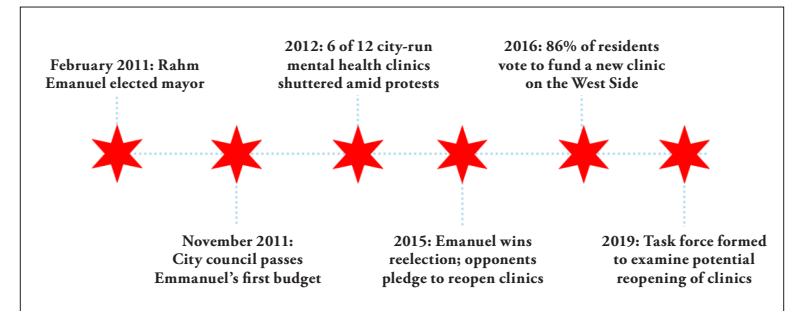 February 2011: Rahm
Emanuel elected mayor
November 2011:
City council passes
Emmanuel's first budget
2012: 6 of 12 city-run
mental health clinics
shuttered amid protests
2015: Emanuel wins
reelection; opponents
pledge to reopen clinics
2016: 86% of residents
vote to fund a new clinic
on the West Side
2019: Task force formed
to examine potential
reopening of clinics